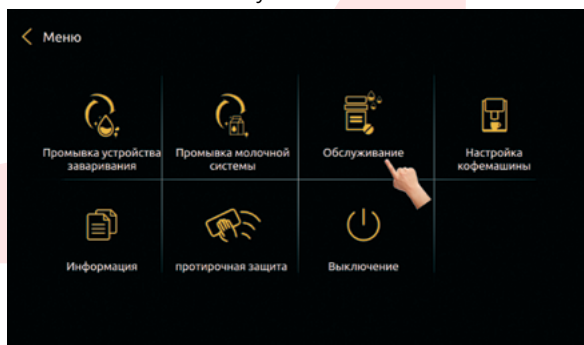 Меню
Промывка устройства
заваривания
Промывка молочной
системы
Обслуживание
Настройка
кофемашины
Информация
протирочная защита
Выключение